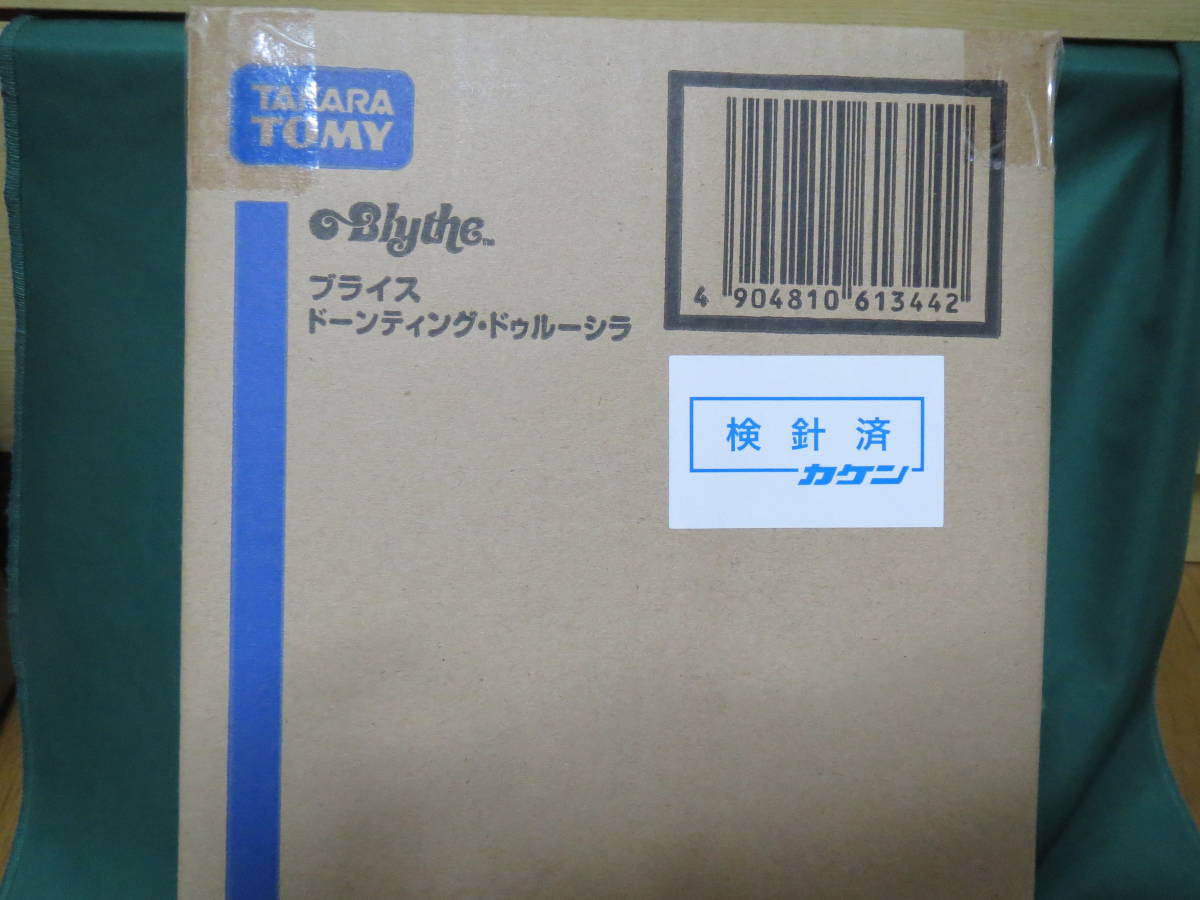 TAKARA
TOMY
Blythe™
ブライス
ドーンティング・ドゥルーシラ
4 904810 613442
検針済
カケン